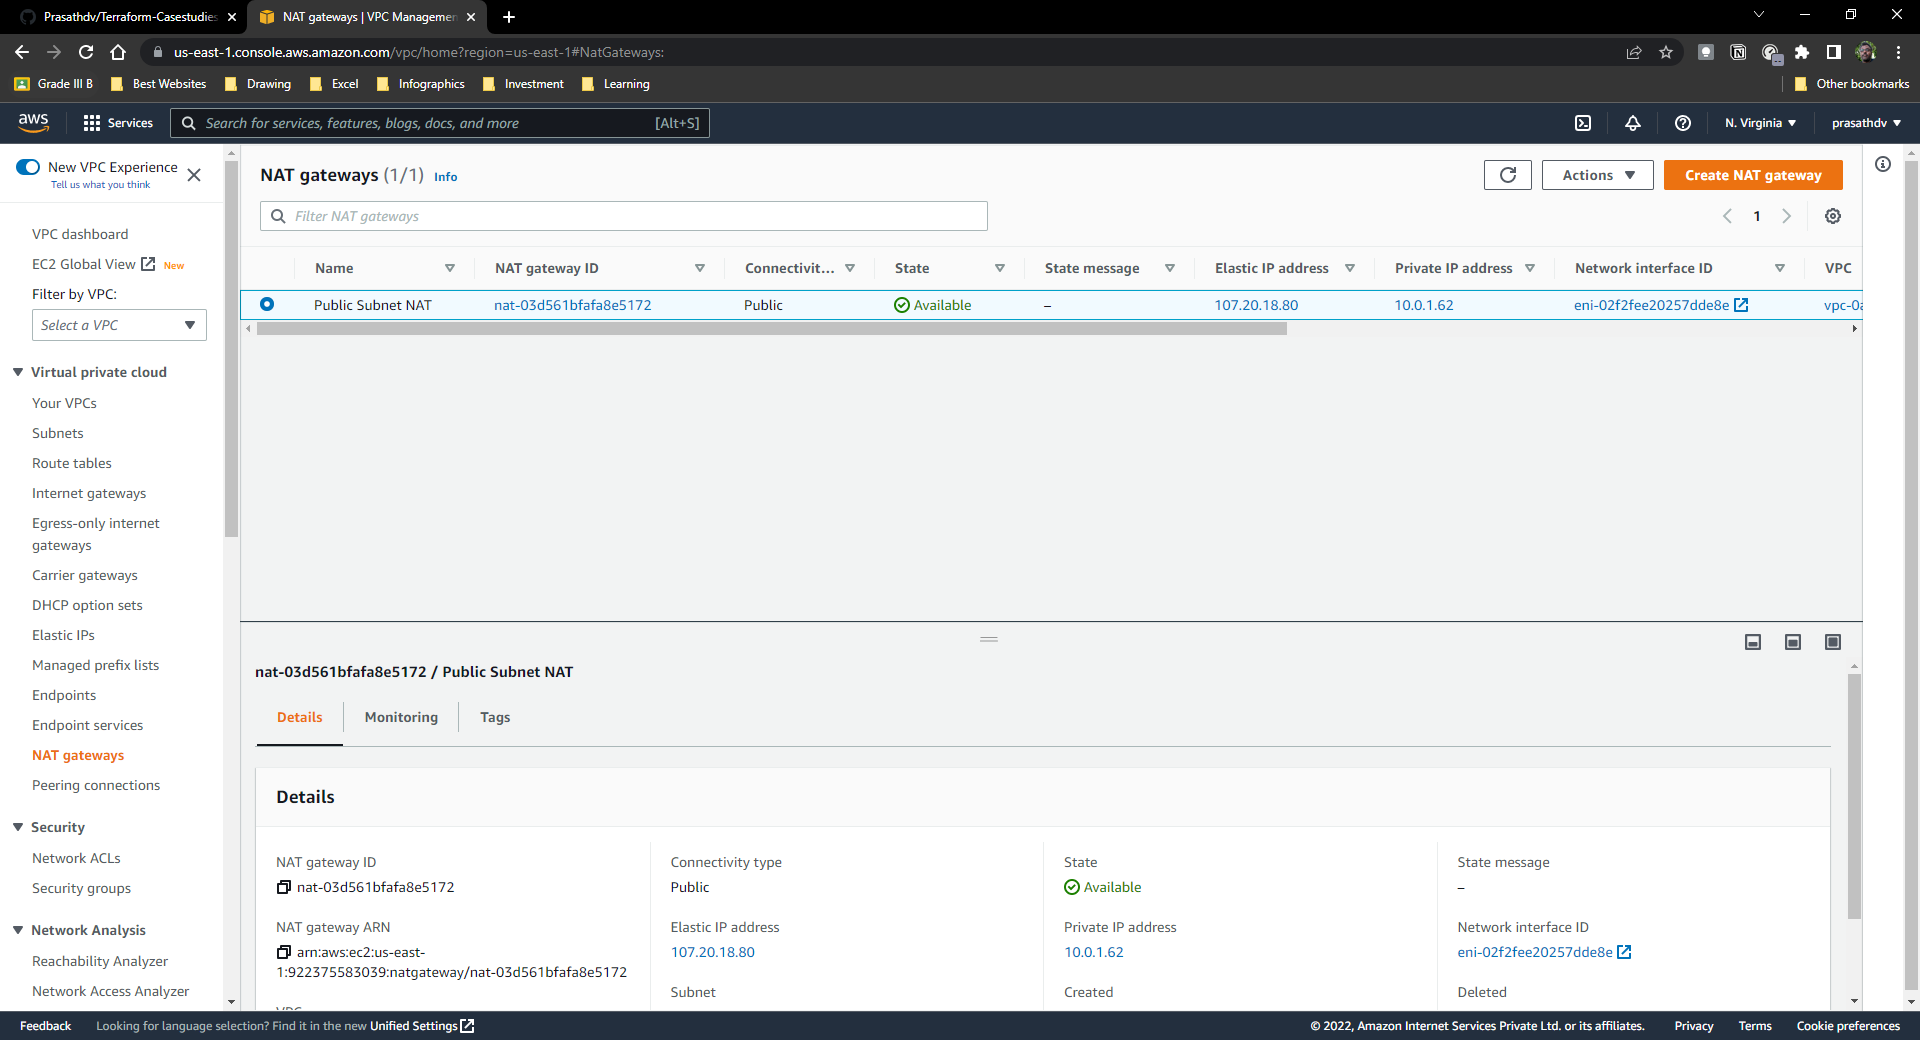 Prasathdv/Terraform-Casestudies
NAT gateways | VPC Managemen
us-east-1.console.aws.amazon.com/vpc/home?region=us-east-1#NatGateways:
Grade III B
Best Websites
Drawing
Excel
Infographics
Investment
Learning
Other bookmarks
aws
Services
Search for services, features, blogs, docs, and more
[Alt+S]
N. Virginia
prasathdv
New VPC Experience
Tell us what you think
VPC dashboard
EC2 Global View New
Filter by VPC:
Select a VPC
Virtual private cloud
Your VPCs
Subnets
Route tables
Internet gateways
Egress-only internet
gateways
Carrier gateways
DHCP option sets
Elastic IPs
Managed prefix lists
Endpoints
Endpoint services
NAT gateways
Peering connections
Security
Network ACLs
Security groups
Network Analysis
Reachability Analyzer
Network Access Analyzer
NAT gateways (1/1) Info
Actions
Create NAT gateway
Filter NAT gateways
1
Name
NAT gateway ID
Connectivit...
State
State message
Elastic IP address
Private IP address
Network interface ID
VPC
Public Subnet NAT
nat-03d561bfafa8e5172
Public
Available
–
107.20.18.80
10.0.1.62
eni-02f2fee20257dde8e
vpc-0a
nat-03d561bfafa8e5172 / Public Subnet NAT
Details
Monitoring
Tags
Details
NAT gateway ID
nat-03d561bfafa8e5172
Connectivity type
Public
State
Available
State message
–
NAT gateway ARN
arn:aws:ec2:us-east-
1:922375583039:natgateway/nat-03d561bfafa8e5172
Elastic IP address
107.20.18.80
Private IP address
10.0.1.62
Network interface ID
eni-02f2fee20257dde8e
VPC
Subnet
Created
Deleted
Feedback
Looking for language selection? Find it in the new Unified Settings
© 2022, Amazon Internet Services Private Ltd. or its affiliates.
Privacy
Terms
Cookie preferences